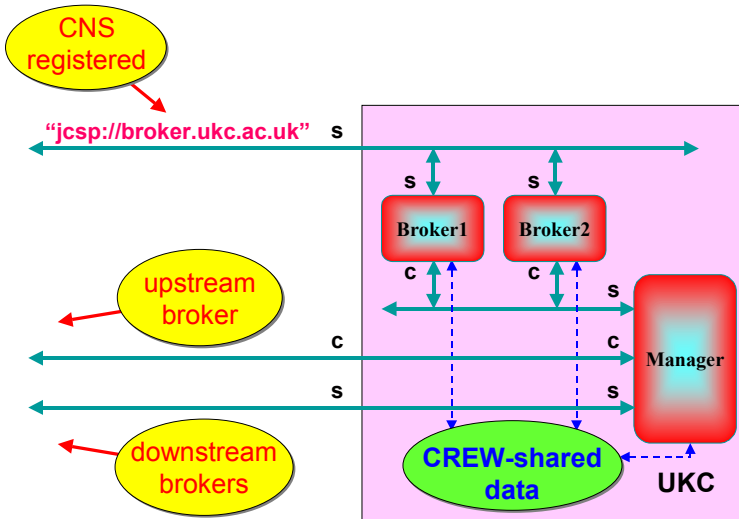 CNS
registered
“jcsp://broker.ukc.ac.uk”
s
s
s
Broker1
Broker2
c
c
upstream
broker
s
c
c
Manager
s
s
downstream
brokers
CREW-shared
data
UKC